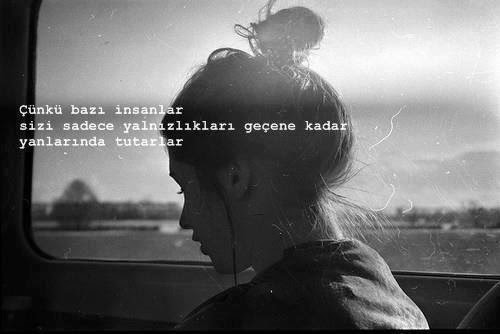 Çünkü bazı insanlar
sizi sadece yalnızlıkları geçene kadar
yanlarında tutarlar